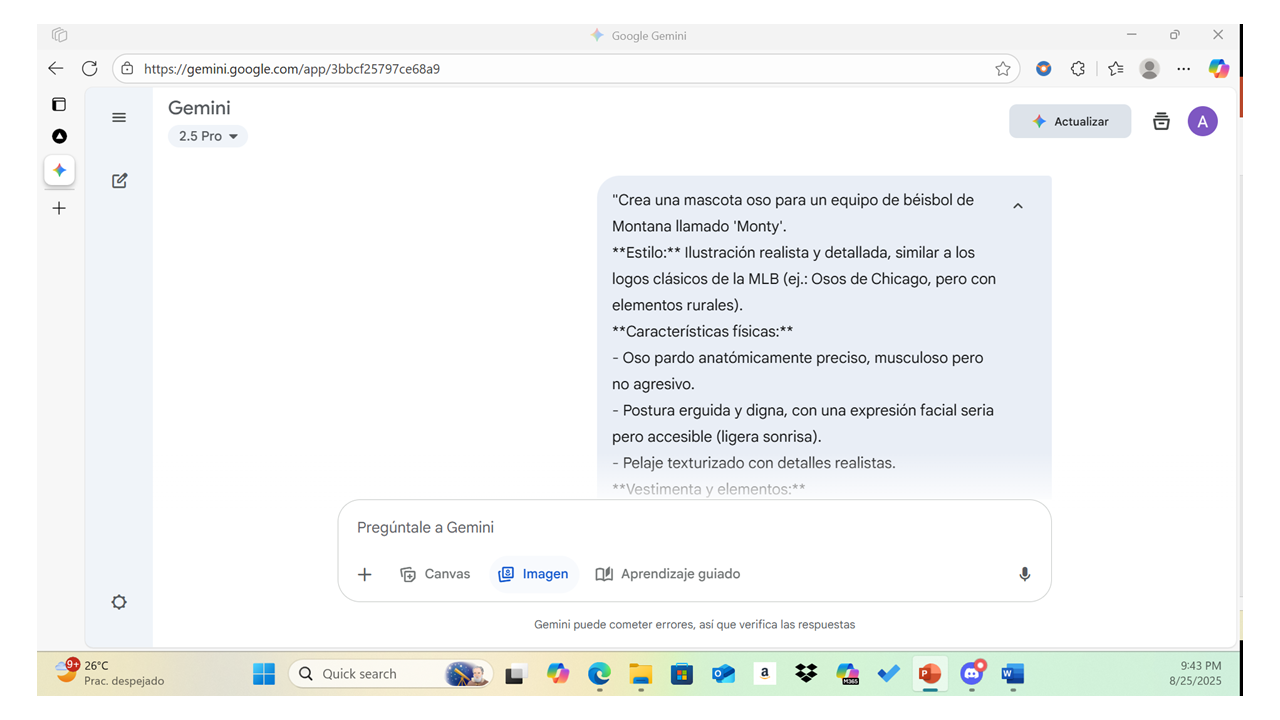 Google Gemini
https://gemini.google.com/app/3bbcf25797ce68a9
Gemini
2.5 Pro
Actualizar
A
"Crea una mascota oso para un equipo de béisbol de
Montana llamado 'Monty'.
**Estilo:** Ilustración realista y detallada, similar a los
logos clásicos de la MLB (ej.: Osos de Chicago, pero con
elementos rurales).
**Características físicas:**
- Oso pardo anatómicamente preciso, musculoso pero
no agresivo.
- Postura erguida y digna, con una expresión facial seria
pero accesible (ligera sonrisa).
- Pelaje texturizado con detalles realistas.
**Vestimenta y elementos:**
Pregúntale a Gemini
Canvas
Imagen
Aprendizaje guiado
Gemini puede cometer errores, así que verifica las respuestas
9+
26°C
Prac. despejado
Quick search
a
M365
P
W
9:43 PM
8/25/2025